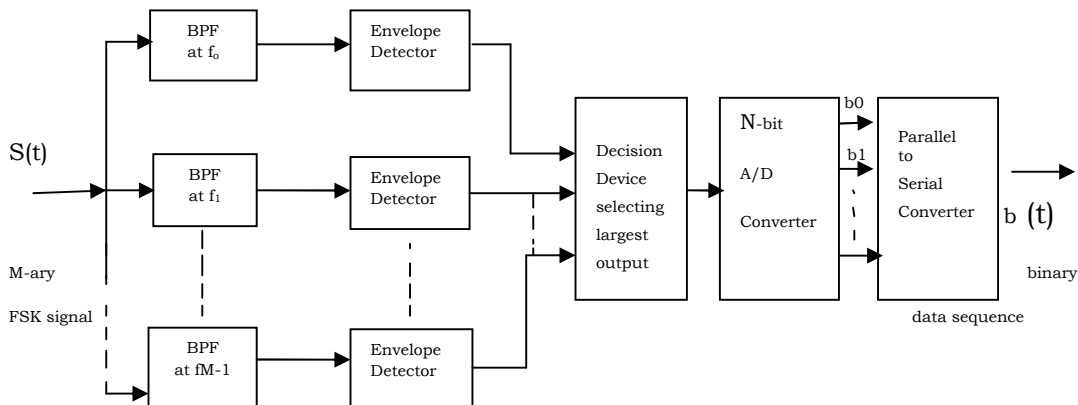 BPF
at fo
Envelope
Detector
S(t)
BPF
at f1
Envelope
Detector
M-ary
FSK signal
BPF
at fM-1
Envelope
Detector
Decision
Device
selecting
largest
output
N-bit
A/D
Converter
b0
b1
Parallel
to
Serial
Converter
b (t)
binary
data sequence